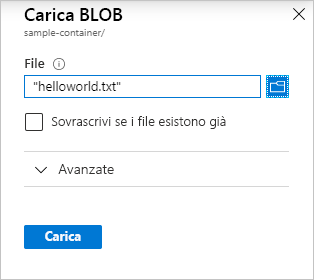 Carica BLOB
sample-container/
File
"helloworld.txt"
Sovrascrivi se i file esistono già
Avanzate
Carica